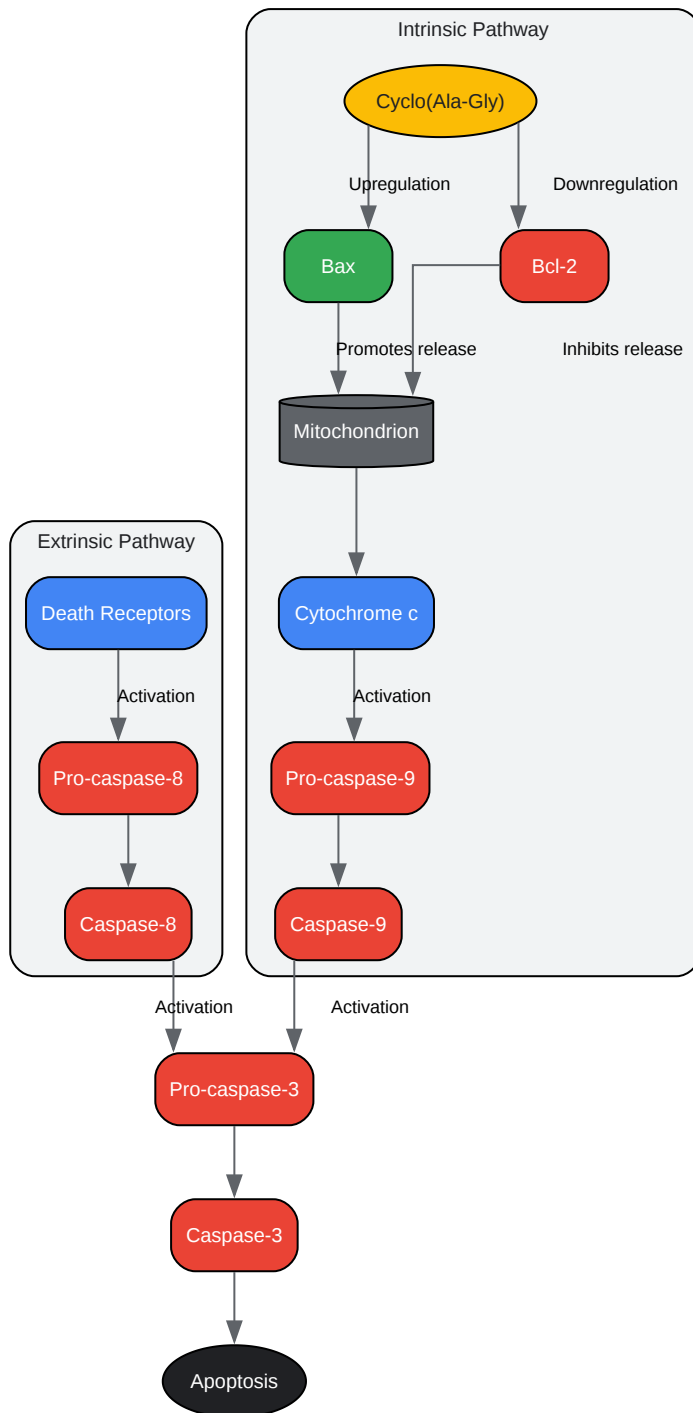 Intrinsic Pathway
Cyclo(Ala-Gly)
Upregulation
Downregulation
Bax
Bcl-2
Promotes release
Inhibits release
Mitochondrion
Extrinsic Pathway
Death Receptors
Cytochrome c
Activation
Activation
Pro-caspase-8
Pro-caspase-9
Caspase-8
Caspase-9
Activation
Activation
Pro-caspase-3
Caspase-3
Apoptosis